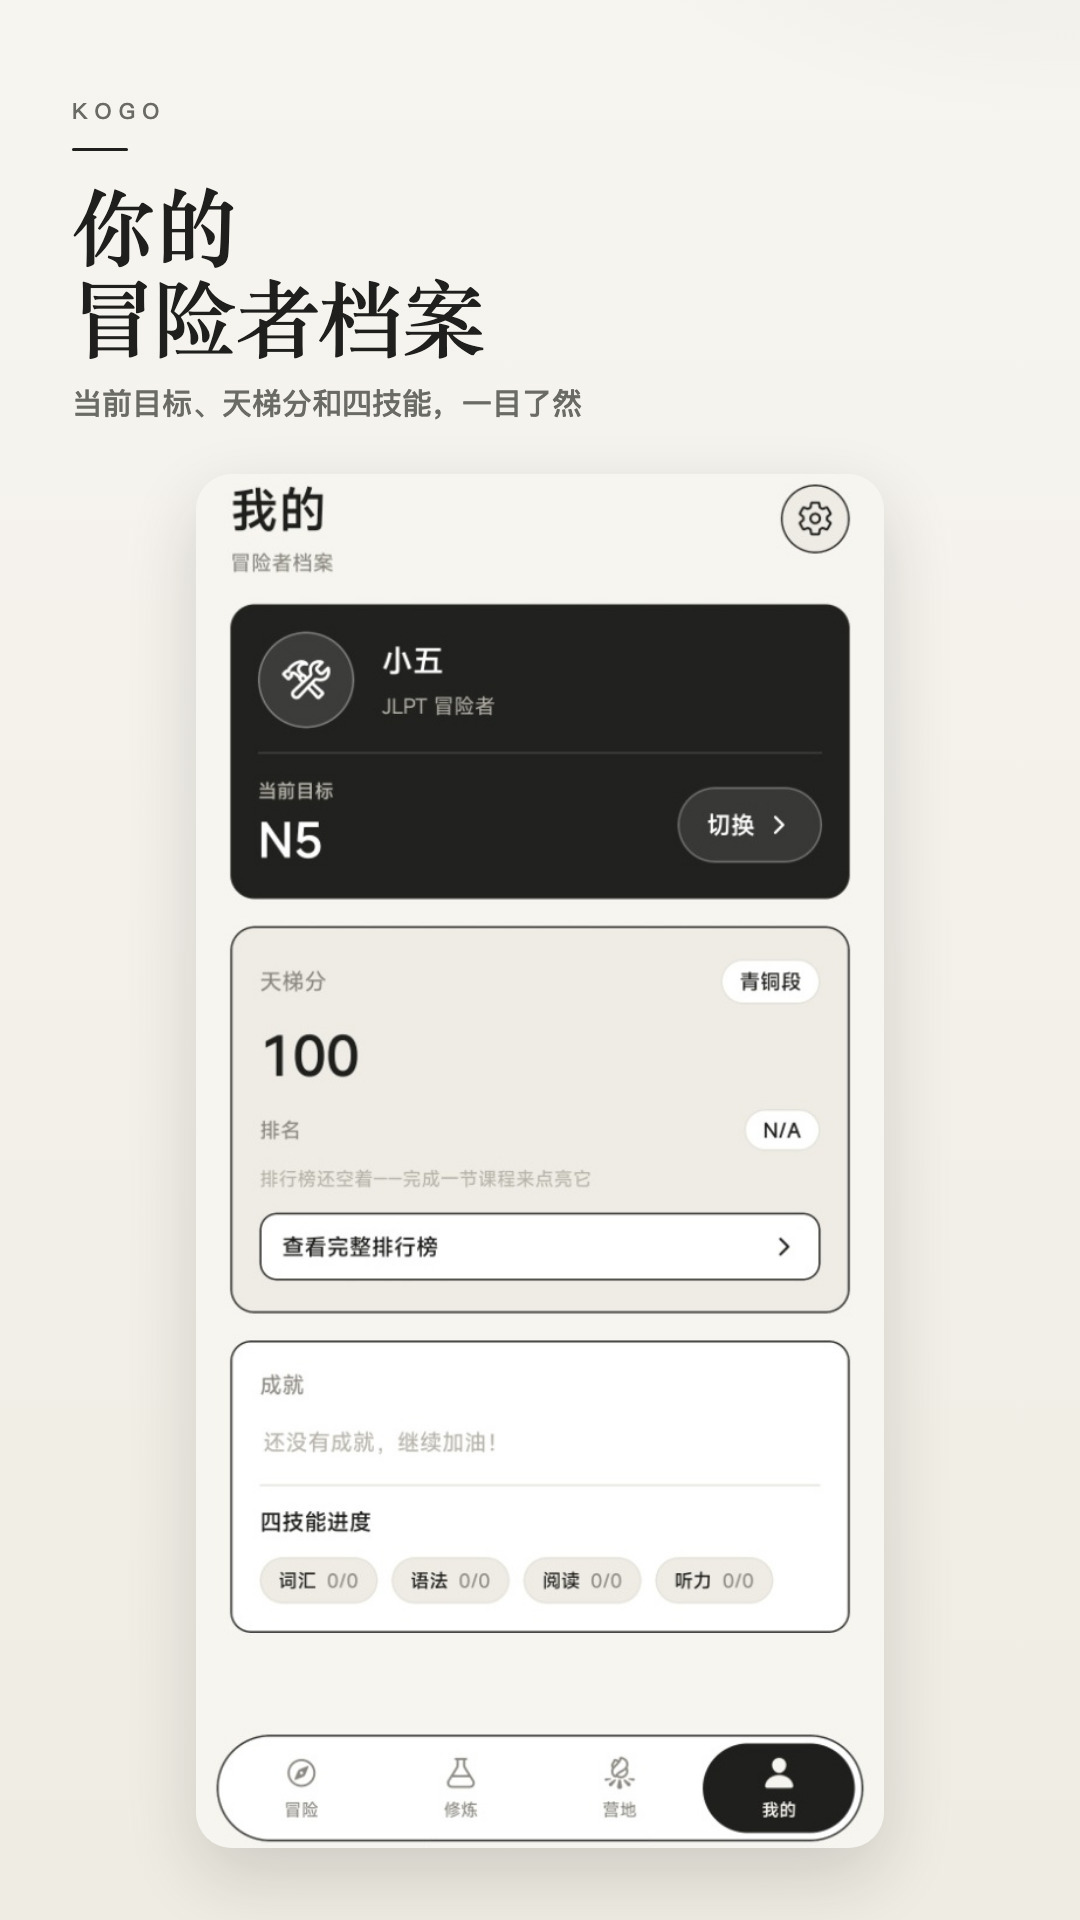 KOGO
你的
冒险者档案
当前目标、天梯分和四技能，一目了然
我的
冒险者档案
小五
JLPT 冒险者
当前目标
N5
切换
天梯分
青铜段
100
排名
N/A
排行榜还空着——完成一节课程来点亮它
查看完整排行榜
成就
还没有成就，继续加油！
四技能进度
词汇 0/0 语法 0/0 阅读 0/0 听力 0/0
冒险 修炼 营地 我的